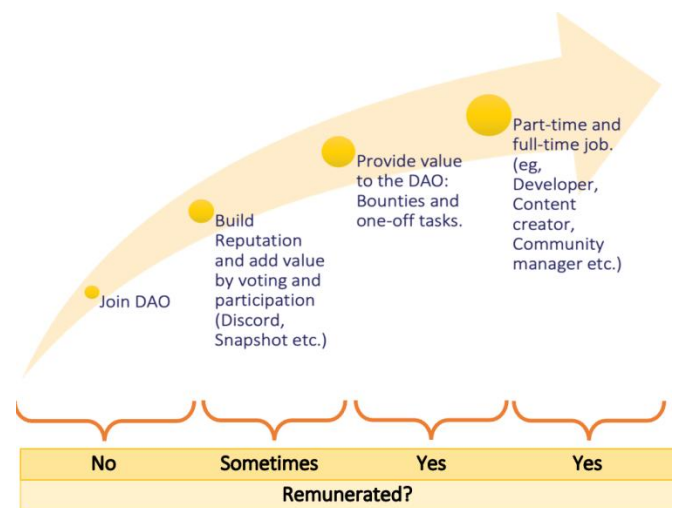 Join DAO
Build
Reputation
and add value
by voting and
participation
(Discord,
Snapshot etc.)
Provide value
to the DAO:
Bounties and
one-off tasks.
Part-time and
full-time job.
(eg,
Developer,
Content
creator,
Community
manager etc.)
No Sometimes Yes Yes
Remunerated?